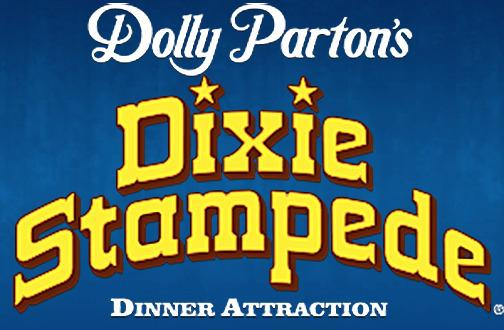 Dolly Parton's
Dixie
Stampede
DINNER ATTRACTION
®